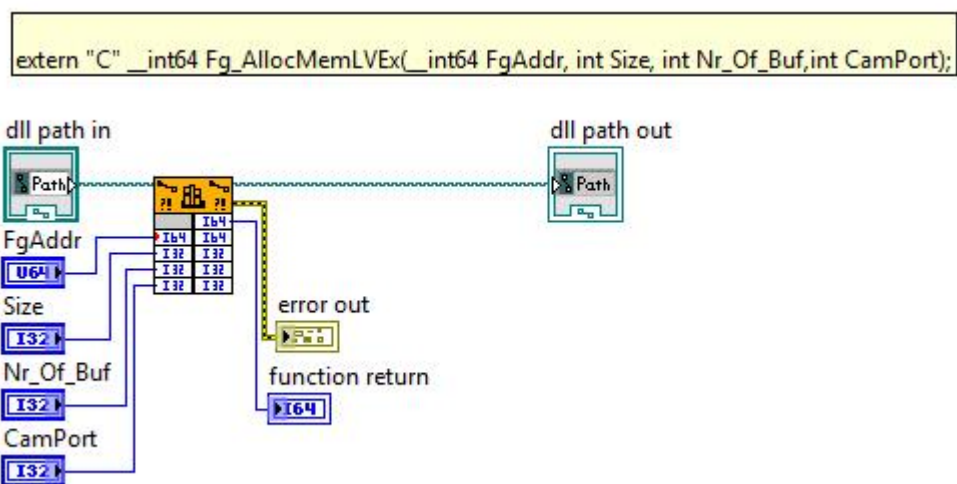 extern "C" __int64 Fg_AllocMemLVEx(__int64 FgAddr, int Size, int Nr_Of_Buf,int CamPort);
dll path in
dll path out
Path
Path
?! ?!
I64
FgAddr
I64 I64
U64
I32 I32
I32 I32
I32 I32
Size
error out
I32
Nr_Of_Buf
function return
I32
I64
CamPort
I32